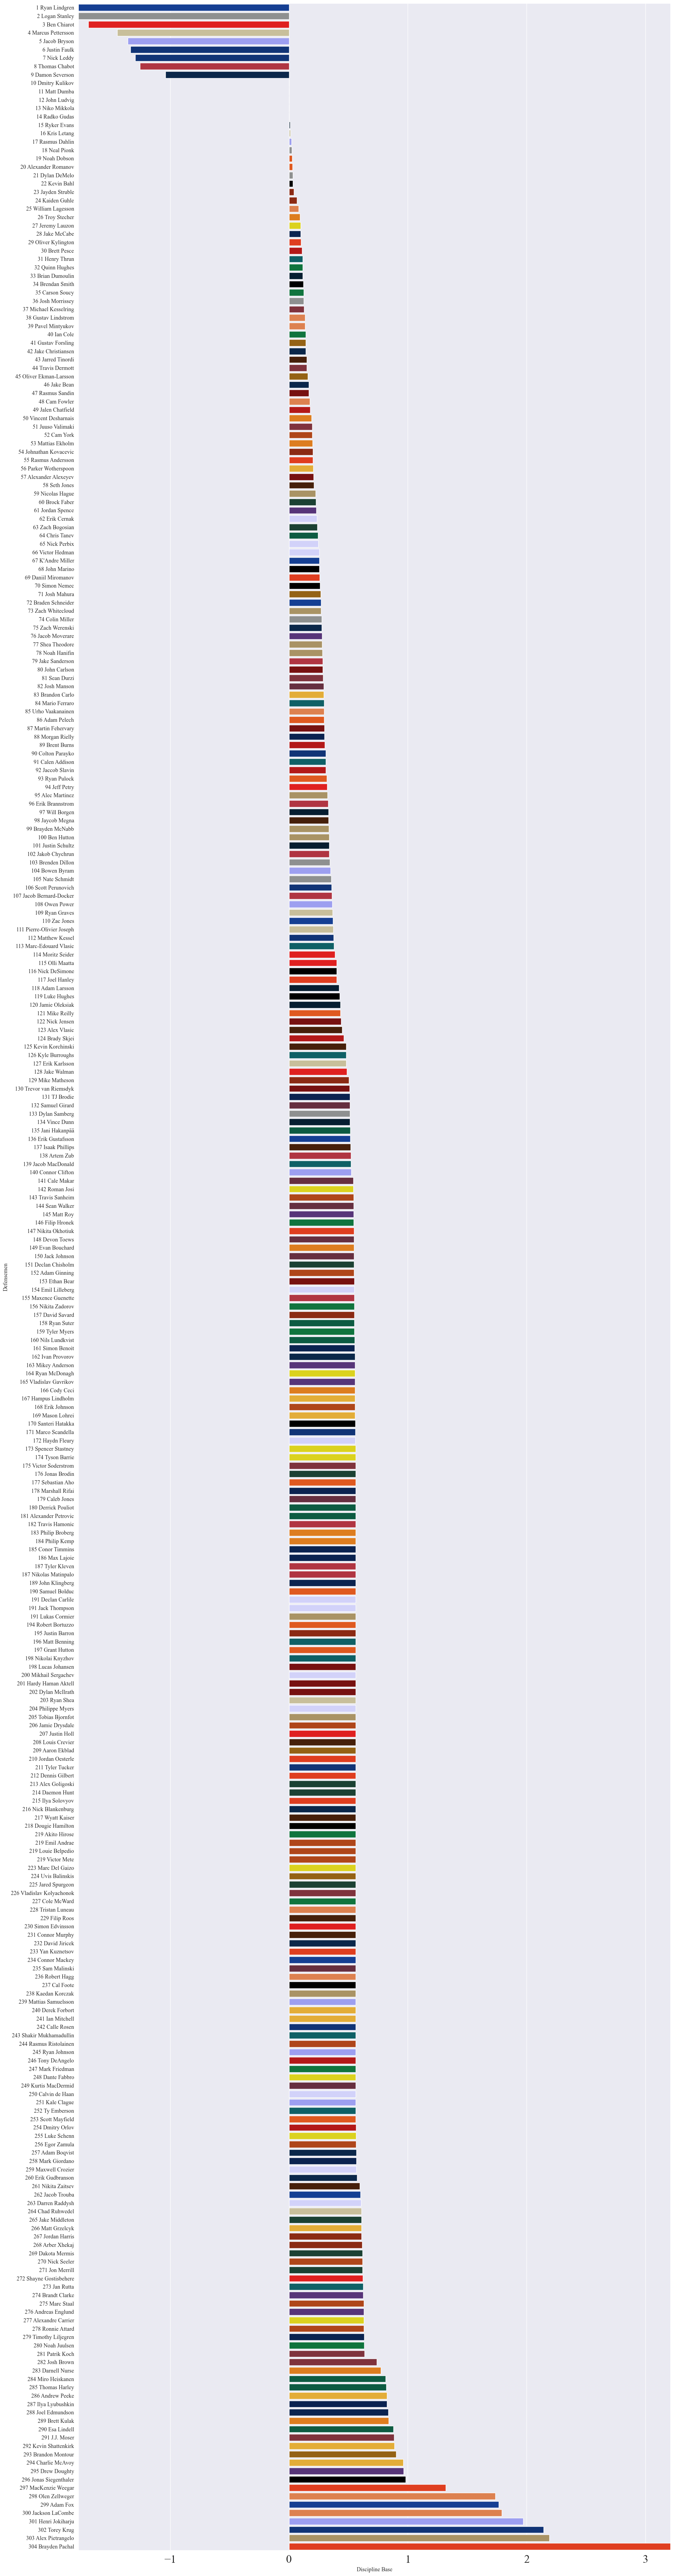 1 Ryan Lindgren
2 Logan Stanley
3 Ben Chiarot
4 Marcus Pettersson
5 Jacob Bryson
6 Justin Faulk
7 Nick Leddy
8 Thomas Chabot
9 Damon Severson
10 Dmitry Kulikov
11 Matt Dumba
12 John Ludvig
13 Niko Mikkola
14 Radko Gudas
15 Ryker Evans
16 Kris Letang
17 Rasmus Dahlin
18 Neal Pionk
19 Noah Dobson
20 Alexander Romanov
21 Dylan DeMelo
22 Kevin Bahl
23 Jayden Struble
24 Kaiden Guhle
25 William Lagesson
26 Troy Stecher
27 Jeremy Lauzon
28 Jake McCabe
29 Oliver Kylington
30 Brett Pesce
31 Henry Thrun
32 Quinn Hughes
33 Brian Dumoulin
34 Brendan Smith
35 Carson Soucy
36 Josh Morrissey
37 Michael Kesselring
38 Gustav Lindstrom
39 Pavel Mintyukov
40 Ian Cole
41 Gustav Forsling
42 Jake Christiansen
43 Jarred Tinordi
44 Travis Dermott
45 Oliver Ekman-Larsson
46 Jake Bean
47 Rasmus Sandin
48 Cam Fowler
49 Jalen Chatfield
50 Vincent Desharnais
51 Juuso Valimaki
52 Cam York
53 Mattias Ekholm
54 Johnathan Kovacevic
55 Rasmus Andersson
56 Parker Wotherspoon
57 Alexander Alexeyev
58 Seth Jones
59 Nicolas Hague
60 Brock Faber
61 Jordan Spence
62 Erik Cernak
63 Zach Bogosian
64 Chris Tanev
65 Nick Perbix
66 Victor Hedman
67 K'Andre Miller
68 John Marino
69 Daniil Miromanov
70 Simon Nemec
71 Josh Mahura
72 Braden Schneider
73 Zach Whitecloud
74 Colin Miller
75 Zach Werenski
76 Jacob Moverare
77 Shea Theodore
78 Noah Hanifin
79 Jake Sanderson
80 John Carlson
81 Sean Durzi
82 Josh Manson
83 Brandon Carlo
84 Mario Ferraro
85 Urho Vaakanainen
86 Adam Pelech
87 Martin Fehervary
88 Morgan Rielly
89 Brent Burns
90 Colton Parayko
91 Calen Addison
92 Jaccob Slavin
93 Ryan Pulock
94 Jeff Petry
95 Alec Martinez
96 Erik Brannstrom
97 Will Borgen
98 Jaycob Megna
99 Brayden McNabb
100 Ben Hutton
101 Justin Schultz
102 Jakob Chychrun
103 Brenden Dillon
104 Bowen Byram
105 Nate Schmidt
106 Scott Perunovich
107 Jacob Bernard-Docker
108 Owen Power
109 Ryan Graves
110 Zac Jones
111 Pierre-Olivier Joseph
112 Matthew Kessel
113 Marc-Edouard Vlasic
114 Moritz Seider
115 Olli Maatta
116 Nick DeSimone
117 Joel Hanley
118 Adam Larsson
119 Luke Hughes
120 Jamie Oleksiak
121 Mike Reilly
122 Nick Jensen
123 Alex Vlasic
124 Brady Skjei
125 Kevin Korchinski
126 Kyle Burroughs
127 Erik Karlsson
128 Jake Walman
129 Mike Matheson
130 Trevor van Riemsdyk
131 TJ Brodie
132 Samuel Girard
133 Dylan Samberg
134 Vince Dunn
135 Jani Hakanpää
136 Erik Gustafsson
137 Isaak Phillips
138 Artem Zub
139 Jacob MacDonald
140 Connor Clifton
141 Cale Makar
142 Roman Josi
143 Travis Sanheim
144 Sean Walker
145 Matt Roy
146 Filip Hronek
147 Nikita Okhotiuk
148 Devon Toews
149 Evan Bouchard
150 Jack Johnson
151 Declan Chisholm
152 Adam Ginning
153 Ethan Bear
154 Emil Lilleberg
155 Maxence Guenette
156 Nikita Zadorov
157 David Savard
158 Ryan Suter
159 Tyler Myers
160 Nils Lundkvist
161 Simon Benoit
162 Ivan Provorov
163 Mikey Anderson
164 Ryan McDonagh
165 Vladislav Gavrikov
166 Cody Ceci
167 Hampus Lindholm
168 Erik Johnson
169 Mason Lohrei
170 Santeri Hatakka
171 Marco Scandella
172 Haydn Fleury
173 Spencer Stastney
174 Tyson Barrie
175 Victor Soderstrom
176 Jonas Brodin
177 Sebastian Aho
178 Marshall Rifai
179 Caleb Jones
180 Derrick Pouliot
181 Alexander Petrovic
182 Travis Hamonic
183 Philip Broberg
184 Philip Kemp
185 Conor Timmins
186 Max Lajoie
187 Tyler Kleven
187 Nikolas Matinpalo
189 John Klingberg
190 Samuel Bolduc
191 Declan Carlile
191 Jack Thompson
191 Lukas Cormier
194 Robert Bortuzzo
195 Justin Barron
196 Matt Benning
197 Grant Hutton
198 Nikolai Knyzhov
198 Lucas Johansen
200 Mikhail Sergachev
201 Hardy Haman Aktell
202 Dylan McIlrath
203 Ryan Shea
204 Philippe Myers
205 Tobias Bjornfot
206 Jamie Drysdale
207 Justin Holl
208 Louis Crevier
209 Aaron Ekblad
210 Jordan Oesterle
211 Tyler Tucker
212 Dennis Gilbert
213 Alex Goligoski
214 Daemon Hunt
215 Ilya Solovyov
216 Nick Blankenburg
217 Wyatt Kaiser
218 Dougie Hamilton
219 Akito Hirose
219 Emil Andrae
219 Louie Belpedio
219 Victor Mete
223 Marc Del Gaizo
224 Uvis Balinskis
225 Jared Spurgeon
226 Vladislav Kolyachonok
227 Cole McWard
228 Tristan Luneau
229 Filip Roos
230 Simon Edvinsson
231 Connor Murphy
232 David Jiricek
233 Yan Kuznetsov
234 Connor Mackey
235 Sam Malinski
236 Robert Hagg
237 Cal Foote
238 Kaedan Korczak
239 Mattias Samuelsson
240 Derek Forbort
241 Ian Mitchell
242 Calle Rosen
243 Shakir Mukhamadullin
244 Rasmus Ristolainen
245 Ryan Johnson
246 Tony DeAngelo
247 Mark Friedman
248 Dante Fabbro
249 Kurtis MacDermid
250 Calvin de Haan
251 Kale Clague
252 Ty Emberson
253 Scott Mayfield
254 Dmitry Orlov
255 Luke Schenn
256 Egor Zamula
257 Adam Boqvist
258 Mark Giordano
259 Maxwell Crozier
260 Erik Gudbranson
261 Nikita Zaitsev
262 Jacob Trouba
263 Darren Raddysh
264 Chad Ruhwedel
265 Jake Middleton
266 Matt Grzelcyk
267 Jordan Harris
268 Arber Xhekaj
269 Dakota Mermis
270 Nick Seeler
271 Jon Merrill
272 Shayne Gostisbehere
273 Jan Rutta
274 Brandt Clarke
275 Marc Staal
276 Andreas Englund
277 Alexandre Carrier
278 Ronnie Attard
279 Timothy Liljegren
280 Noah Juulsen
281 Patrik Koch
282 Josh Brown
283 Darnell Nurse
284 Miro Heiskanen
285 Thomas Harley
286 Andrew Peeke
287 Ilya Lyubushkin
288 Joel Edmundson
289 Brett Kulak
290 Esa Lindell
291 J.J. Moser
292 Kevin Shattenkirk
293 Brandon Montour
294 Charlie McAvoy
295 Drew Doughty
296 Jonas Siegenthaler
297 MacKenzie Weegar
298 Olen Zellweger
299 Adam Fox
300 Jackson LaCombe
301 Henri Jokiharju
302 Torey Krug
303 Alex Pietrangelo
304 Brayden Pachal
Defensemen
−1 0 1 2 3
Discipline Base